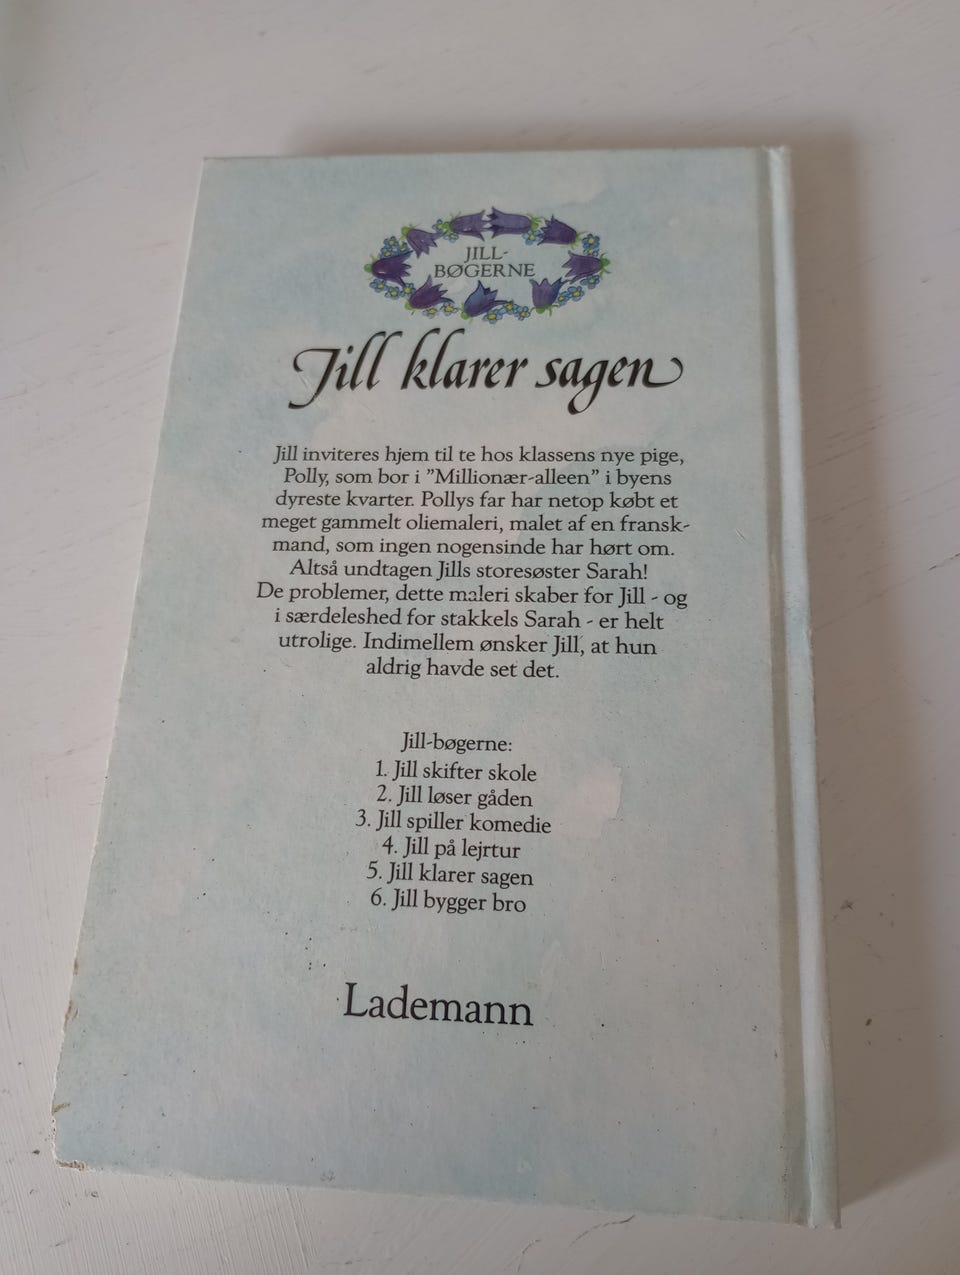 JILL-
BØGERNE
Jill klarer sagen
Jill inviteres hjem til te hos klassens nye pige,
Polly, som bor i ”Millionær-alleen” i byens
dyreste kvarter. Pollys far har netop købt et
meget gammelt oliemaleri, malet af en fransk-
mand, som ingen nogensinde har hørt om.
Altså undtagen Jills storesøster Sarah!
De problemer, dette maleri skaber for Jill - og
i særdeleshed for stakkels Sarah - er helt
utrolige. Indimellem ønsker Jill, at hun
aldrig havde set det.
Jill-bøgerne:
1. Jill skifter skole
2. Jill løser gåden
3. Jill spiller komedie
4. Jill på lejrtur
5. Jill klarer sagen
6. Jill bygger bro
Lademann